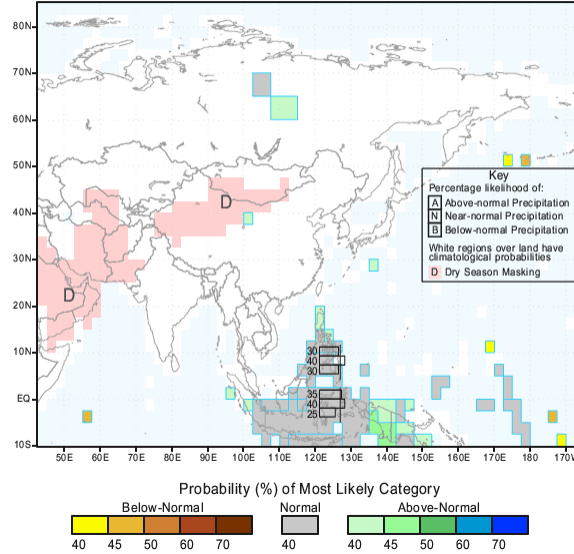 80N
70N
60N
50N
40N
30N
20N
10N
EQ
10S
50E 60E 70E 80E 90E 100E 110E 120E 130E 140E 150E 160E 170E 180 170W
D
D
D
30
40
30
35
40
25
Key
Percentage likelihood of:
A Above-normal Precipitation
N Near-normal Precipitation
B Below-normal Precipitation
White regions over land have
climatological probabilities
D Dry Season Masking
Probability (%) of Most Likely Category
Below-Normal Normal Above-Normal
40 45 50 60 70 40 40 45 50 60 70